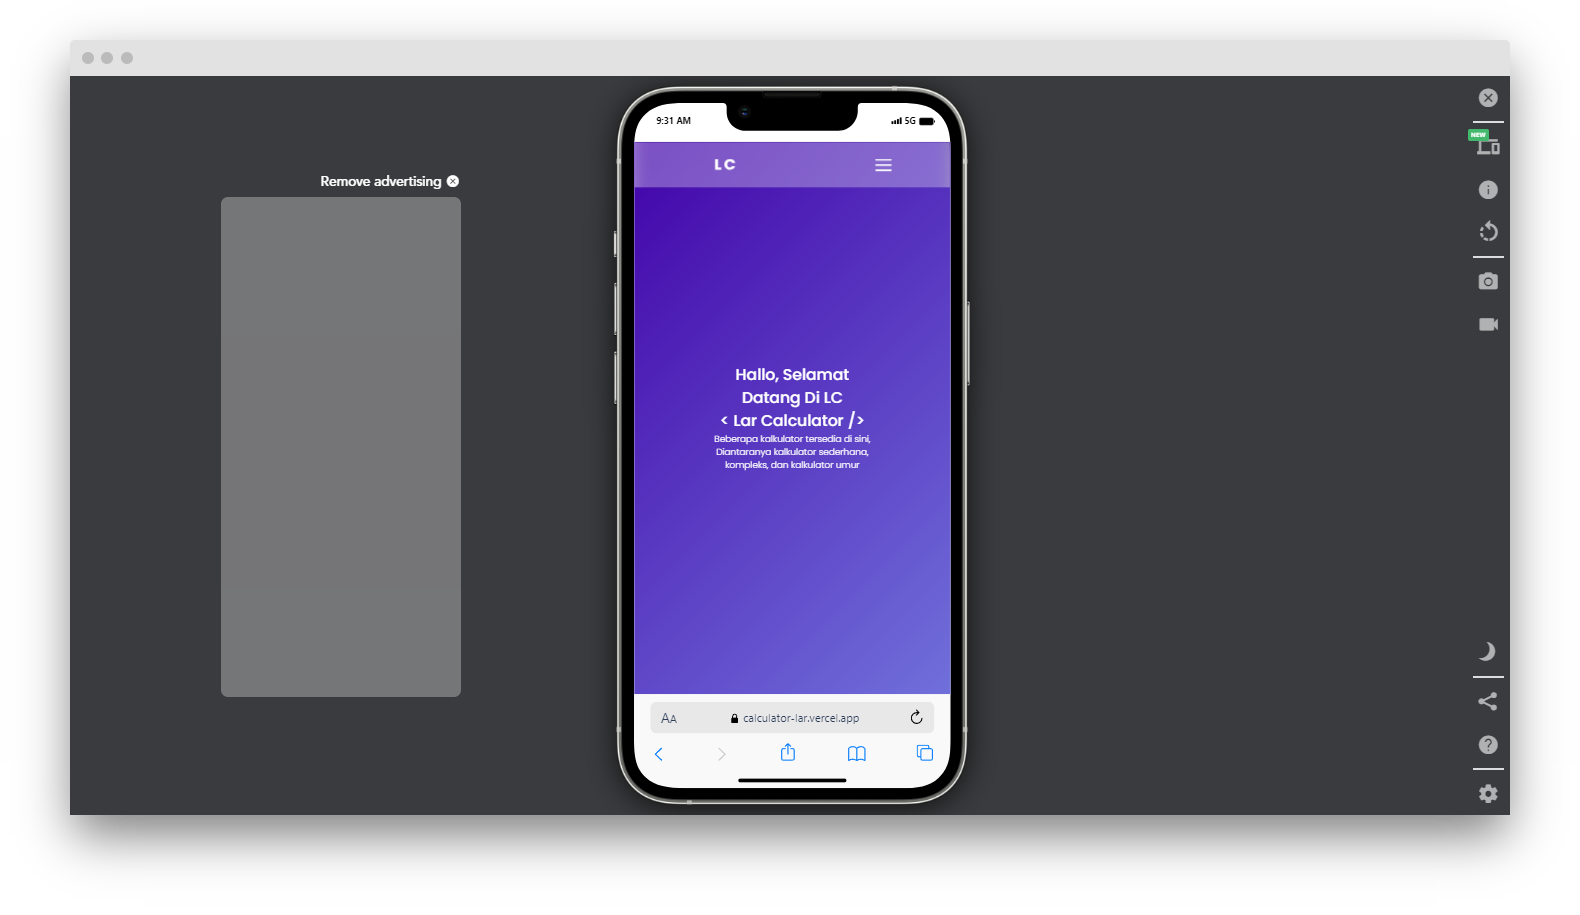 Remove advertising
9:31 AM
5G
LC
NEW
Hallo, Selamat
Datang Di LC
< Lar Calculator />
Beberapa kalkulator tersedia di sini,
Diantaranya kalkulator sederhana,
kompleks, dan kalkulator umur
AA
calculator-lar.vercel.app